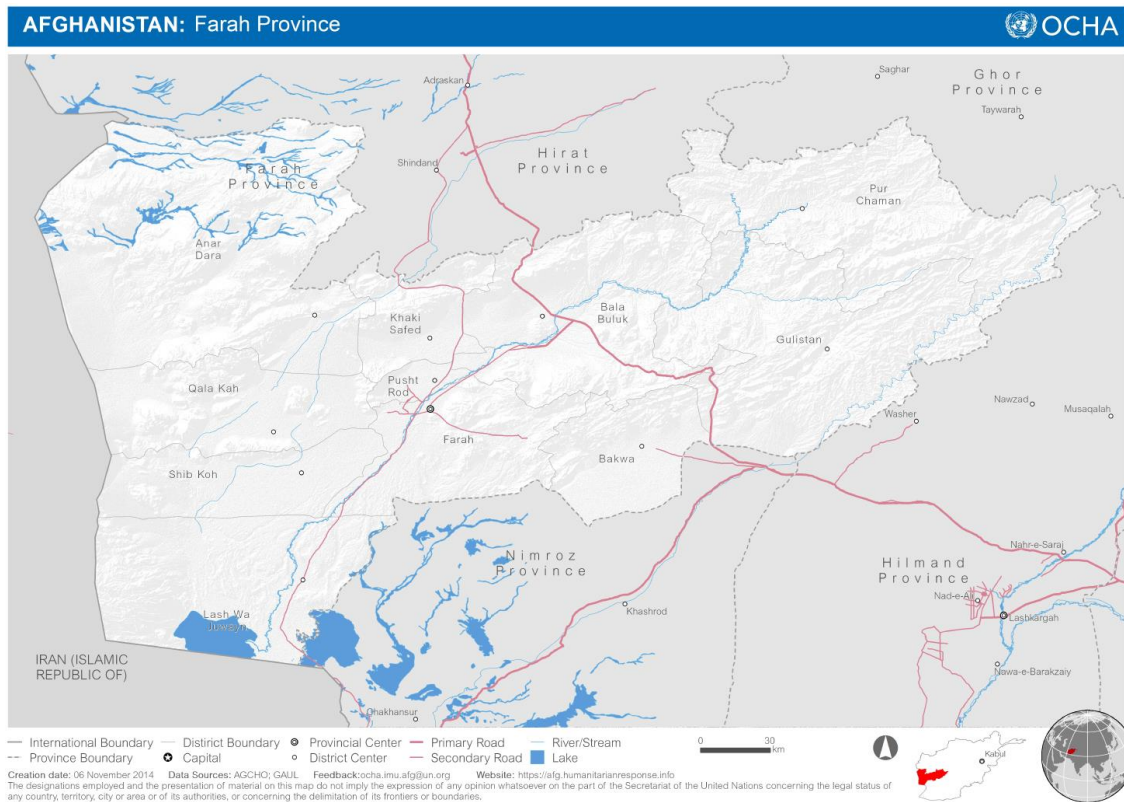 AFGHANISTAN: Farah Province
OCHA
Saghar
Ghor
Province
Taywarah
Adraskan
Hirat
Province
Shindand
Farah
Province
Pur
Chaman
Anar
Dara
Bala
Buluk
Khaki
Safed
Gulistan
Qala Kah
Pusht
Rod
Nawzad
Musaqalah
Washer
Farah
Bakwa
Shib Koh
Nimroz
Province
Nahr-e-Saraj
Hilmand
Province
Nad-e-Ali
Khashrod
Lashkargah
Lash Wa
Juwayn
IRAN (ISLAMIC
REPUBLIC OF)
Nawa-e-Barakzaiy
Chakhansur
International Boundary
District Boundary
Provincial Center
Primary Road
River/Stream
0 30
km
Province Boundary
Capital
District Center
Secondary Road
Lake
Kabul
Creation date: 06 November 2014 Data Sources: AGCHO; GAUL Feedback:ocha.imu.afg@un.org Website: https://afg.humanitarianresponse.info
The designations employed and the presentation of material on this map do not imply the expression of any opinion whatsoever on the part of the Secretariat of the United Nations concerning the legal status of
any country, territory, city or area or of its authorities, or concerning the delimitation of its frontiers or boundaries.